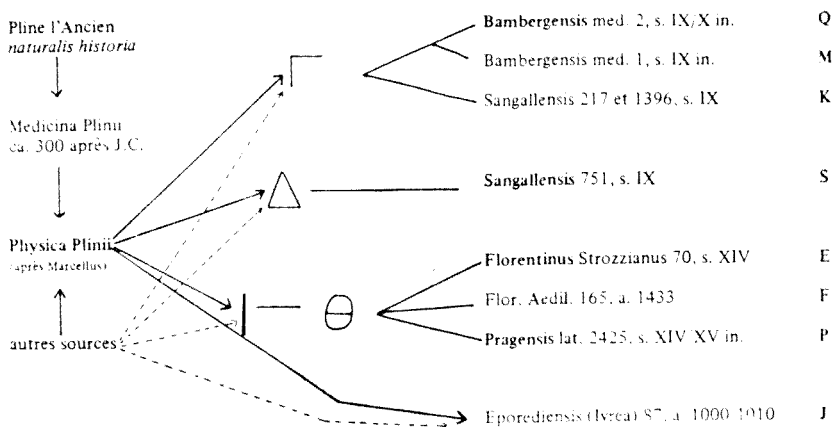 Pline l'Ancien
naturalis historia
Medicina Plinii
ca. 300 après J.C.
Physica Plinii
(après Marcellus)
autres sources
Γ
Δ
Ι
Θ
Bambergensis med. 2, s. IX/X in. Q
Bambergensis med. 1, s. IX in. M
Sangallensis 217 et 1396, s. IX K
Sangallensis 751, s. IX S
Florentinus Strozzianus 70, s. XIV E
Flor. Aedil. 165, a. 1433 F
Pragensis lat. 2425, s. XIV XV in. P
Eporediensis (Ivrea) 87, a. 1000-1010 J